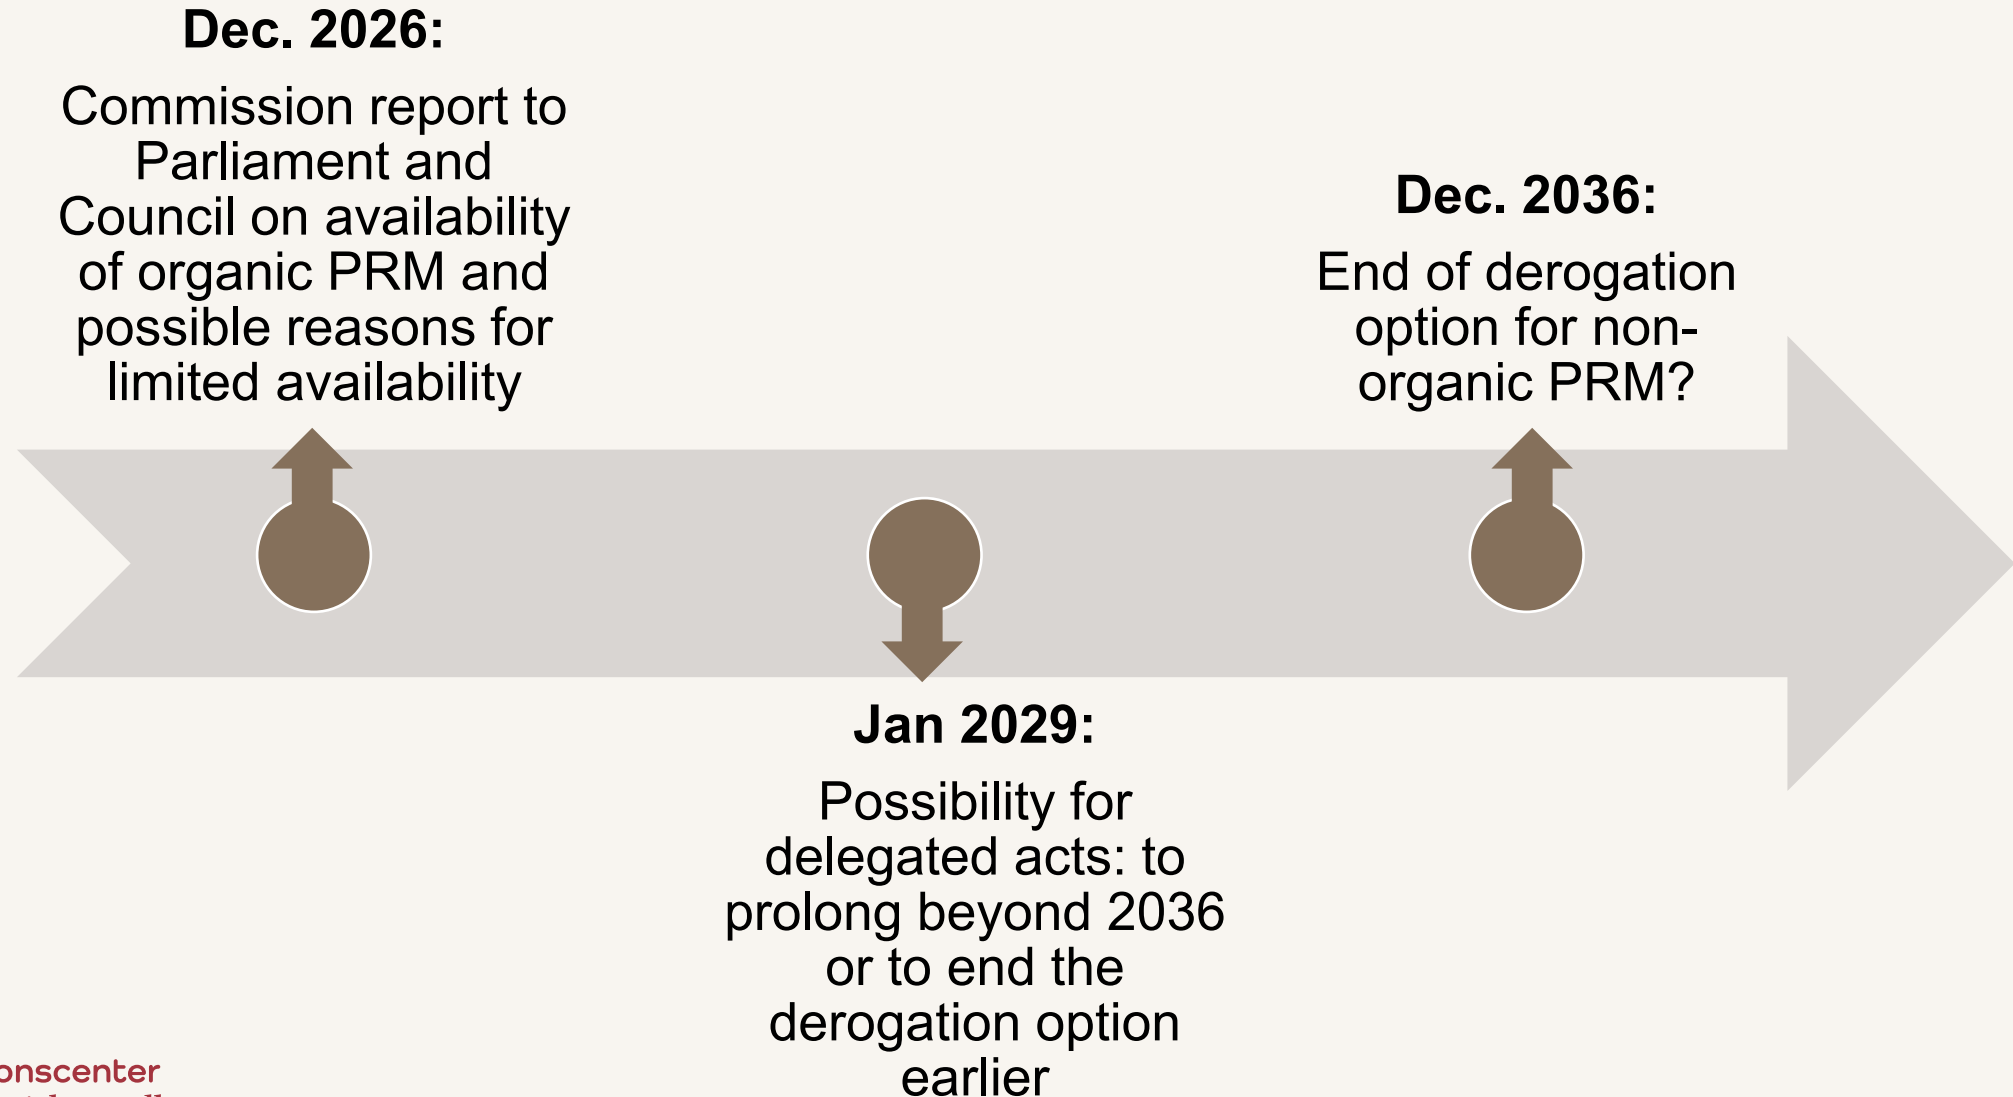 Dec. 2026:
Commission report to
Parliament and
Council on availability
of organic PRM and
possible reasons for
limited availability
Jan 2029:
Possibility for
delegated acts: to
prolong beyond 2036
or to end the
derogation option
earlier
Dec. 2036:
End of derogation
option for non-
organic PRM?
onscenter